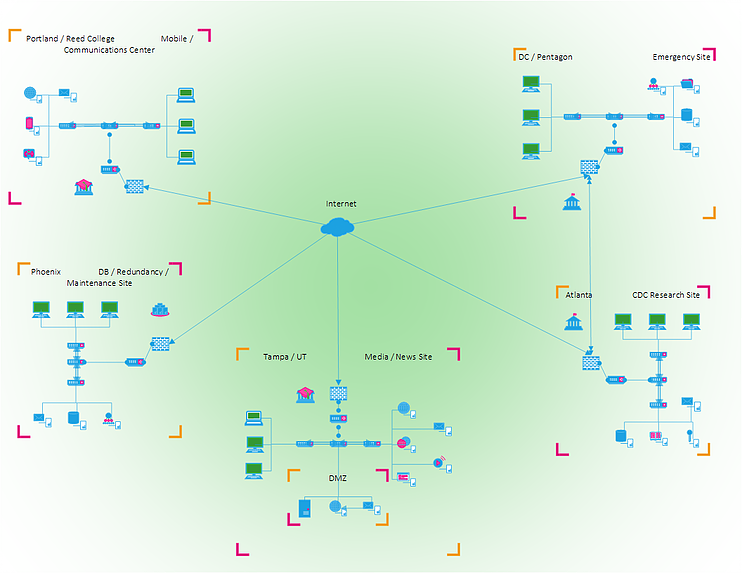 Portland / Reed College Mobile /
Communications Center
DC / Pentagon Emergency Site
Internet
Phoenix DB / Redundancy /
Maintenance Site
Atlanta CDC Research Site
Tampa / UT Media / News Site
DMZ